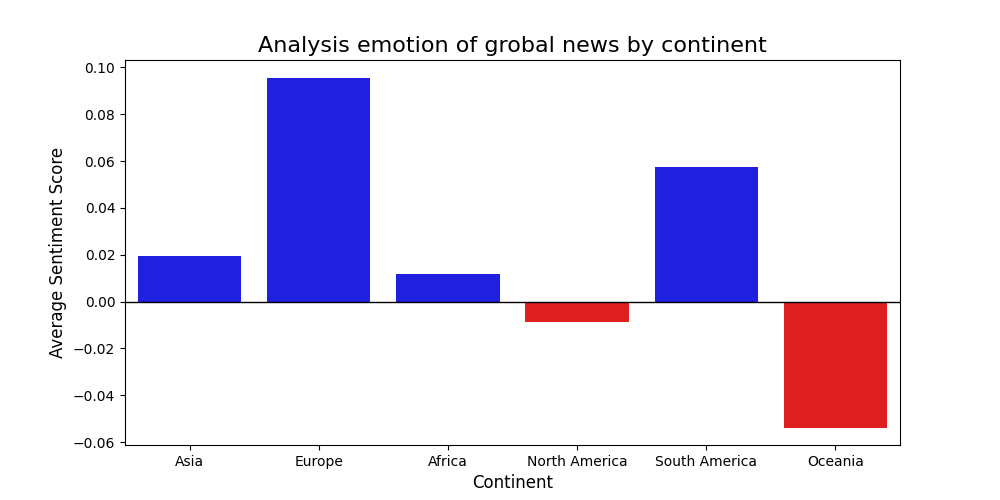 Analysis emotion of grobal news by continent
0.10
0.08
0.06
0.04
0.02
0.00
−0.02
−0.04
−0.06
Average Sentiment Score
Asia Europe Africa North America South America Oceania
Continent